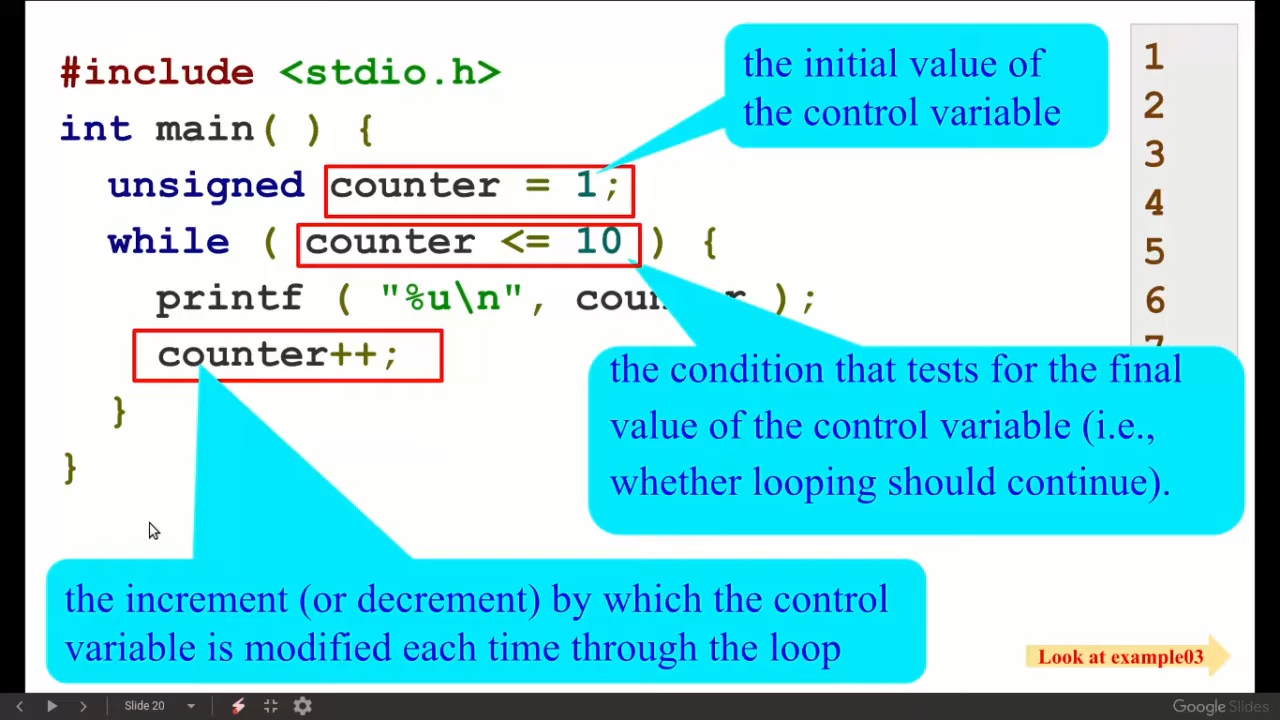 #include <stdio.h>
int main( ) {
unsigned counter = 1;
while ( counter <= 10 ) {
printf ( "%u\n", counter );
counter++;
}
}
the initial value of
the control variable
the condition that tests for the final
value of the control variable (i.e.,
whether looping should continue).
the increment (or decrement) by which the control
variable is modified each time through the loop
1
2
3
4
5
6
7
Look at example03
Slide 20
Google Slides